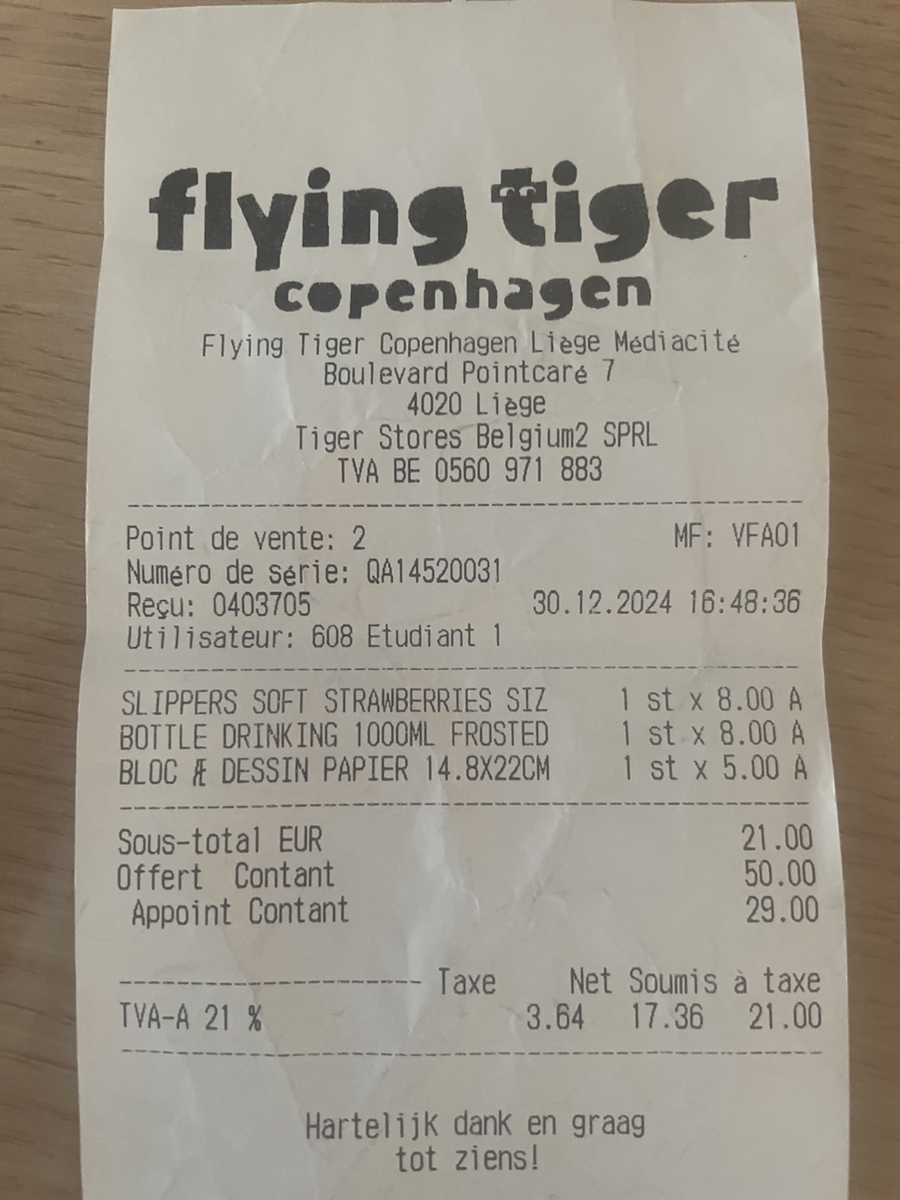 flying tiger
copenhagen
Flying Tiger Copenhagen Liège Médiacité
Boulevard Pointcaré 7
4020 Liège
Tiger Stores Belgium2 SPRL
TVA BE 0560 971 883
Point de vente: 2 MF: VFA01
Numéro de série: QA14520031
Reçu: 0403705 30.12.2024 16:48:36
Utilisateur: 608 Etudiant 1
SLIPPERS SOFT STRAWBERRIES SIZ 1 st x 8.00 A
BOTTLE DRINKING 1000ML FROSTED 1 st x 8.00 A
BLOC Æ DESSIN PAPIER 14.8X22CM 1 st x 5.00 A
Sous-total EUR 21.00
Offert Contant 50.00
Appoint Contant 29.00
Taxe Net Soumis à taxe
TVA-A 21 % 3.64 17.36 21.00
Hartelijk dank en graag
tot ziens!